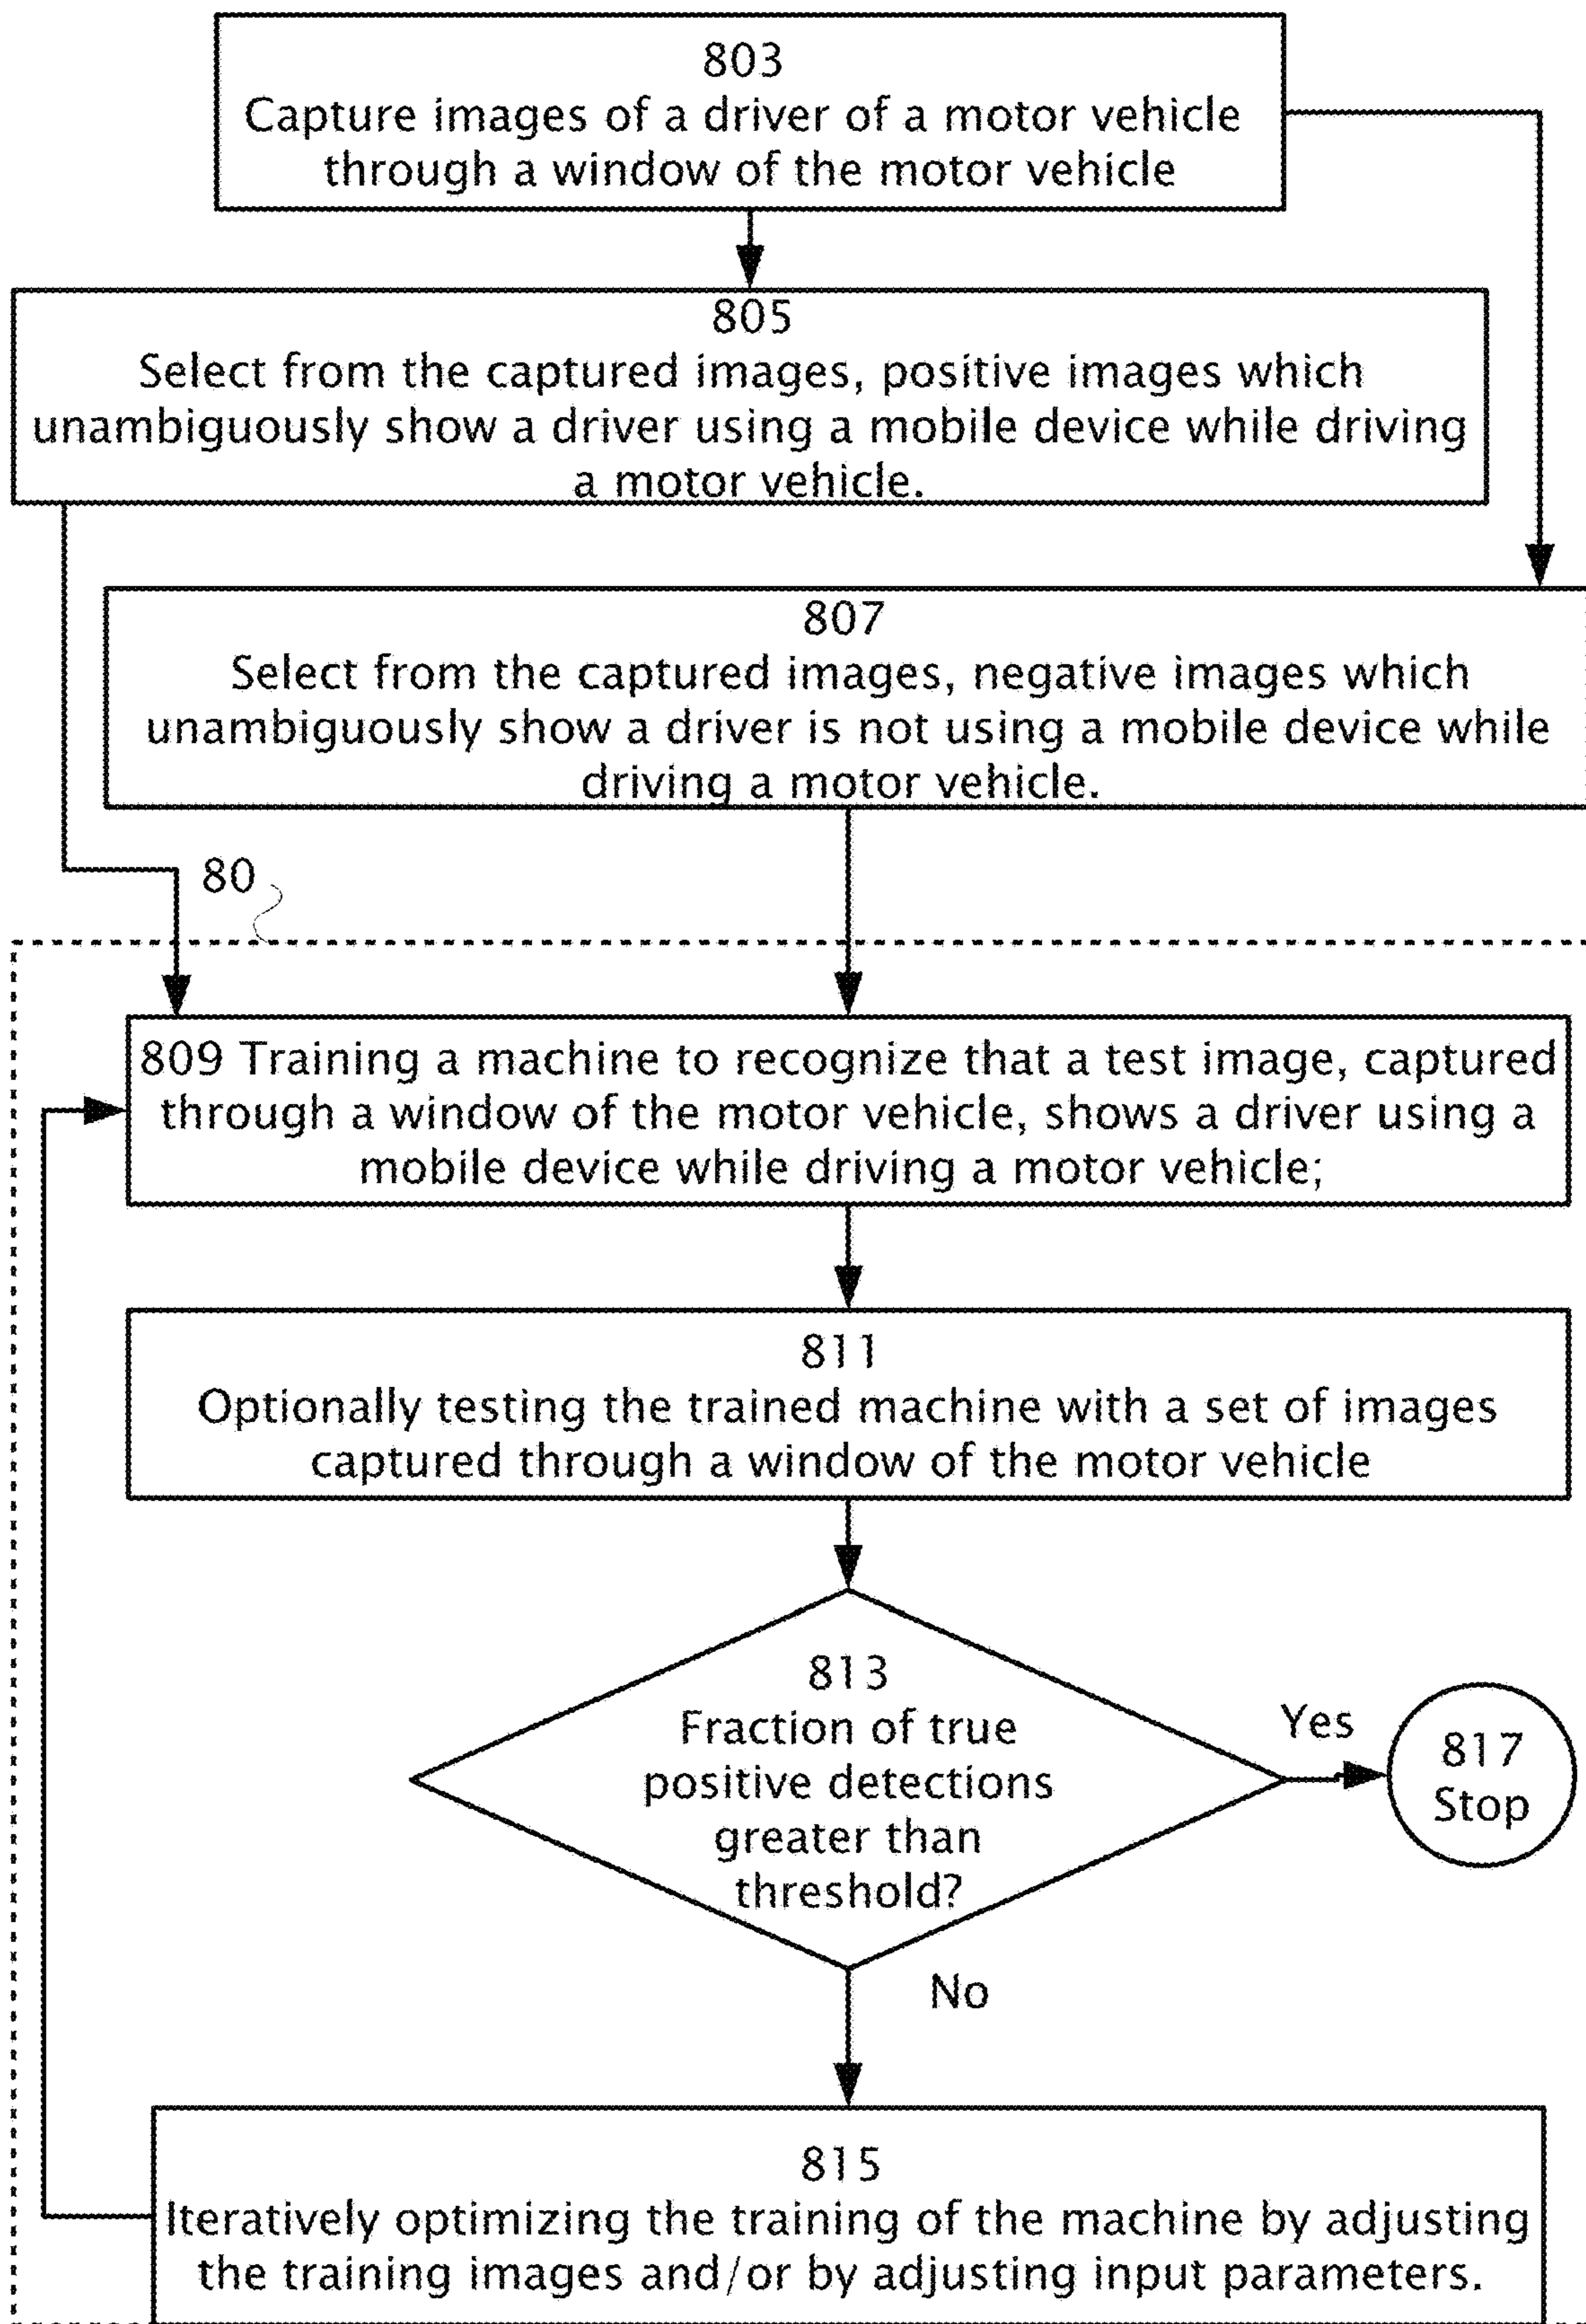 803
Capture images of a driver of a motor vehicle
through a window of the motor vehicle
805
Select from the captured images, positive images which
unambiguously show a driver using a mobile device while driving
a motor vehicle.
807
Select from the captured images, negative images which
unambiguously show a driver is not using a mobile device while
driving a motor vehicle.
80
809 Training a machine to recognize that a test image, captured
through a window of the motor vehicle, shows a driver using a
mobile device while driving a motor vehicle;
811
Optionally testing the trained machine with a set of images
captured through a window of the motor vehicle
813
Fraction of true
positive detections
greater than
threshold?
Yes
817
Stop
No
815
Iteratively optimizing the training of the machine by adjusting
the training images and/or by adjusting input parameters.